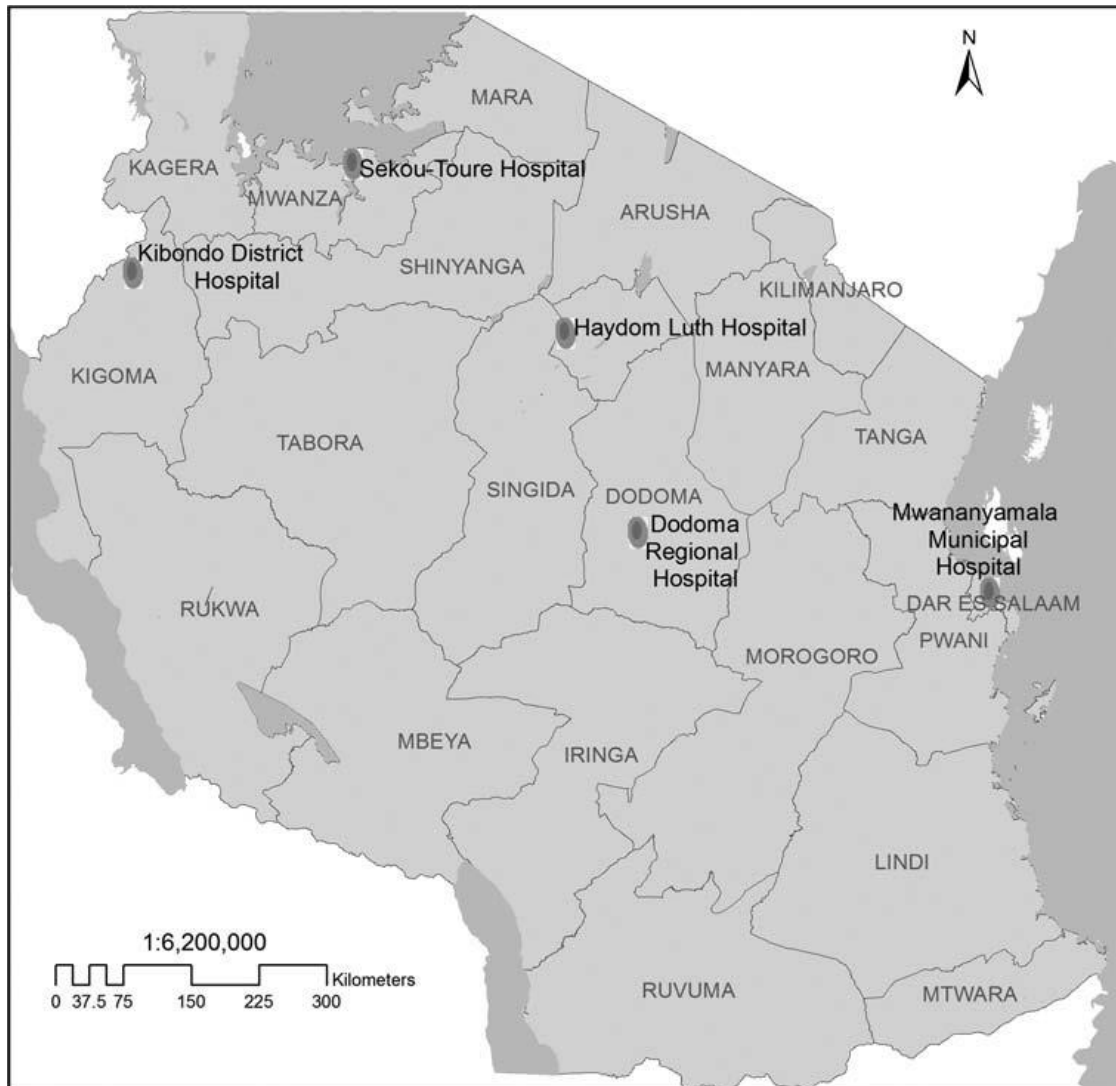 N
MARA
KAGERA
Sekou-Toure Hospital
MWANZA
ARUSHA
Kibondo District
Hospital
SHINYANGA
KILIMANJARO
Haydom Luth Hospital
KIGOMA
MANYARA
TABORA
TANGA
SINGIDA
DODOMA
Dodoma
Regional
Hospital
Mwananyamala
Municipal
Hospital
RUKWA
DAR ES SALAAM
PWANI
MOROGORO
MBEYA
IRINGA
LINDI
1:6,200,000
Kilometers
0 37.5 75 150 225 300
RUVUMA
MTWARA